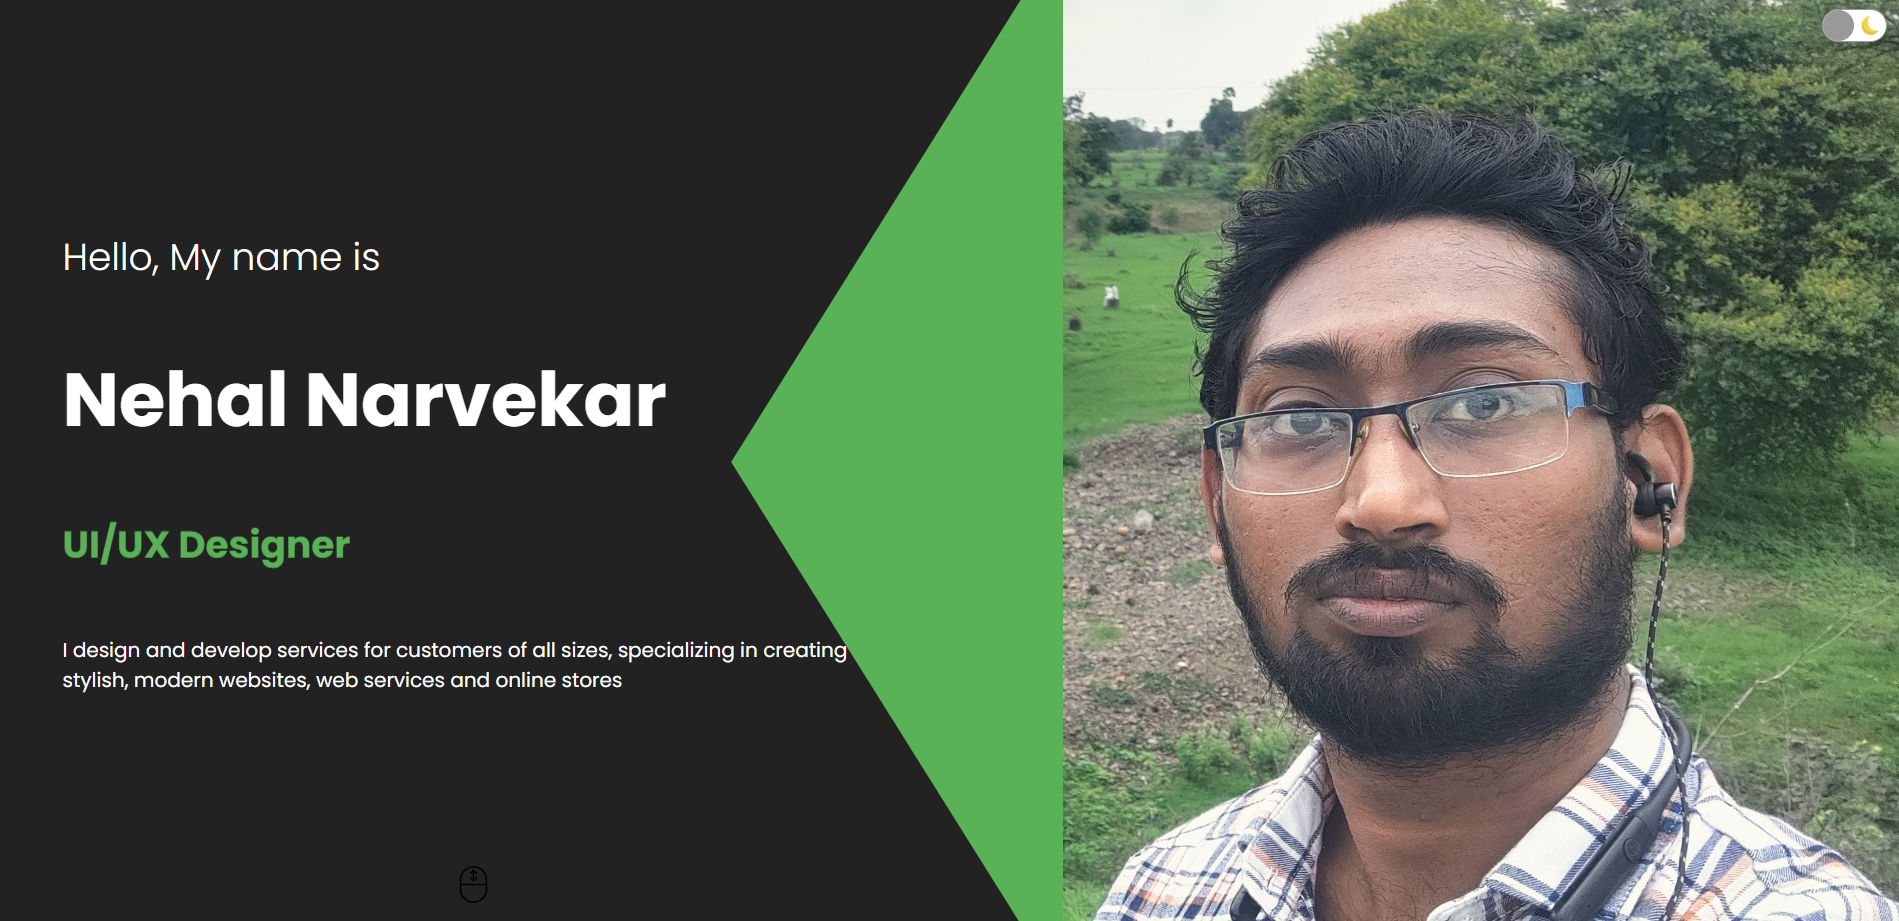 Hello, My name is
Nehal Narvekar
UI/UX Designer
I design and develop services for customers of all sizes, specializing in creating
stylish, modern websites, web services and online stores